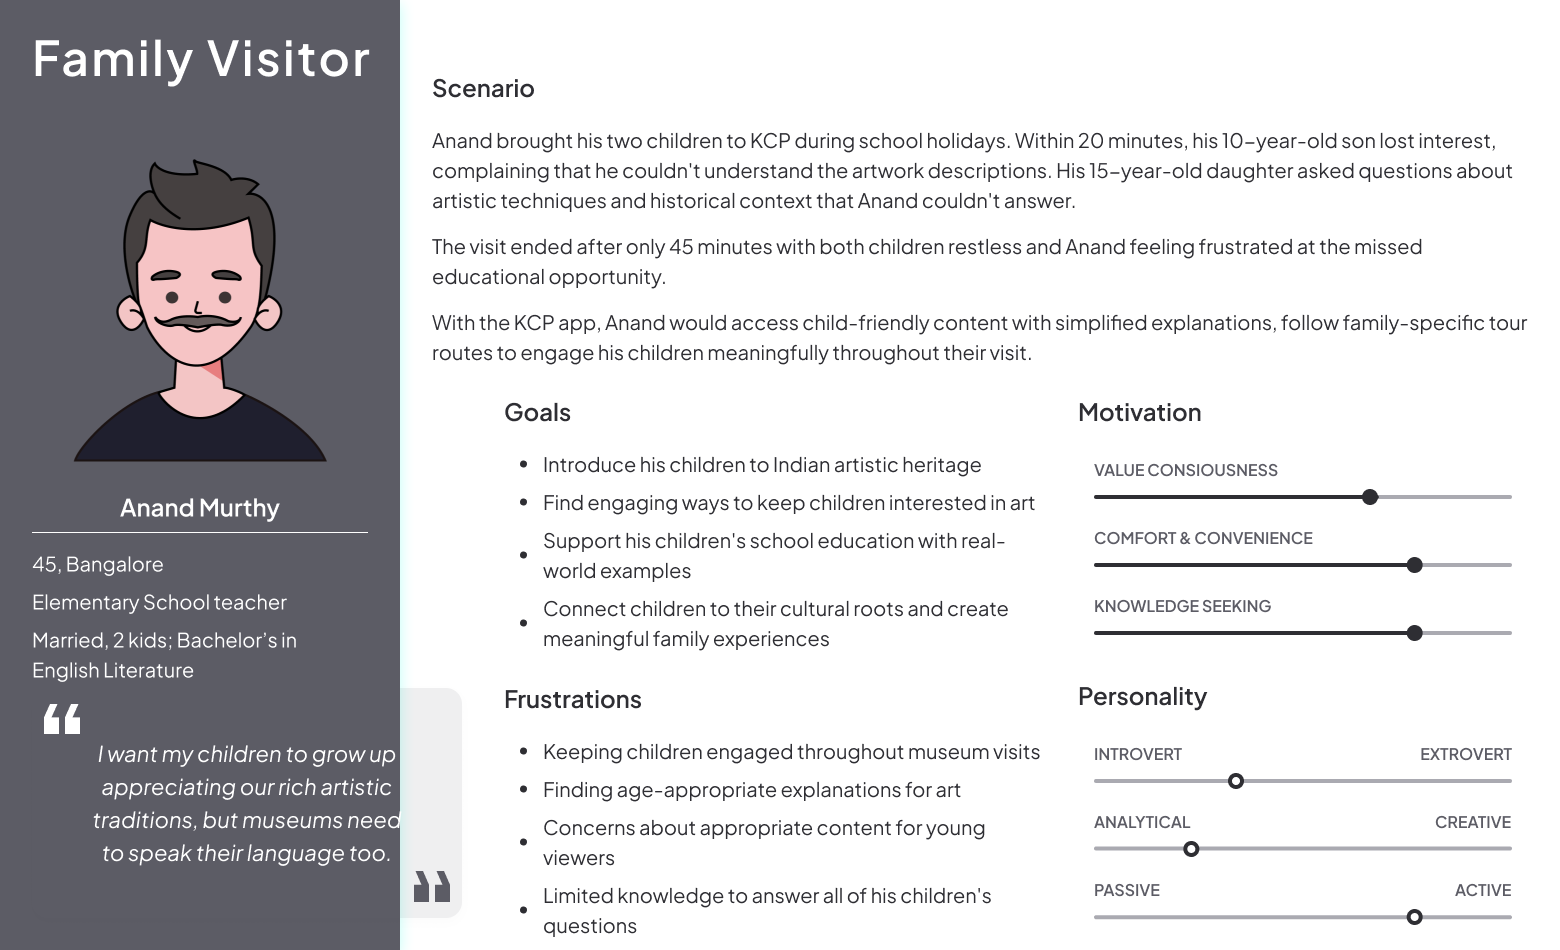 Family Visitor
Anand Murthy
45, Bangalore
Elementary School teacher
Married, 2 kids; Bachelor’s in
English Literature
“
I want my children to grow up
appreciating our rich artistic
traditions, but museums need
to speak their language too.
"
Scenario
Anand brought his two children to KCP during school holidays. Within 20 minutes, his 10–year-old son lost interest,
complaining that he couldn't understand the artwork descriptions. His 15–year-old daughter asked questions about
artistic techniques and historical context that Anand couldn't answer.
The visit ended after only 45 minutes with both children restless and Anand feeling frustrated at the missed
educational opportunity.
With the KCP app, Anand would access child-friendly content with simplified explanations, follow family-specific tour
routes to engage his children meaningfully throughout their visit.
Goals
• Introduce his children to Indian artistic heritage
• Find engaging ways to keep children interested in art
• Support his children's school education with real-
world examples
• Connect children to their cultural roots and create
meaningful family experiences
Frustrations
• Keeping children engaged throughout museum visits
• Finding age-appropriate explanations for art
• Concerns about appropriate content for young
viewers
• Limited knowledge to answer all of his children's
questions
Motivation
VALUE CONSIOUSNESS
COMFORT & CONVENIENCE
KNOWLEDGE SEEKING
Personality
INTROVERT EXTROVERT
ANALYTICAL CREATIVE
PASSIVE ACTIVE